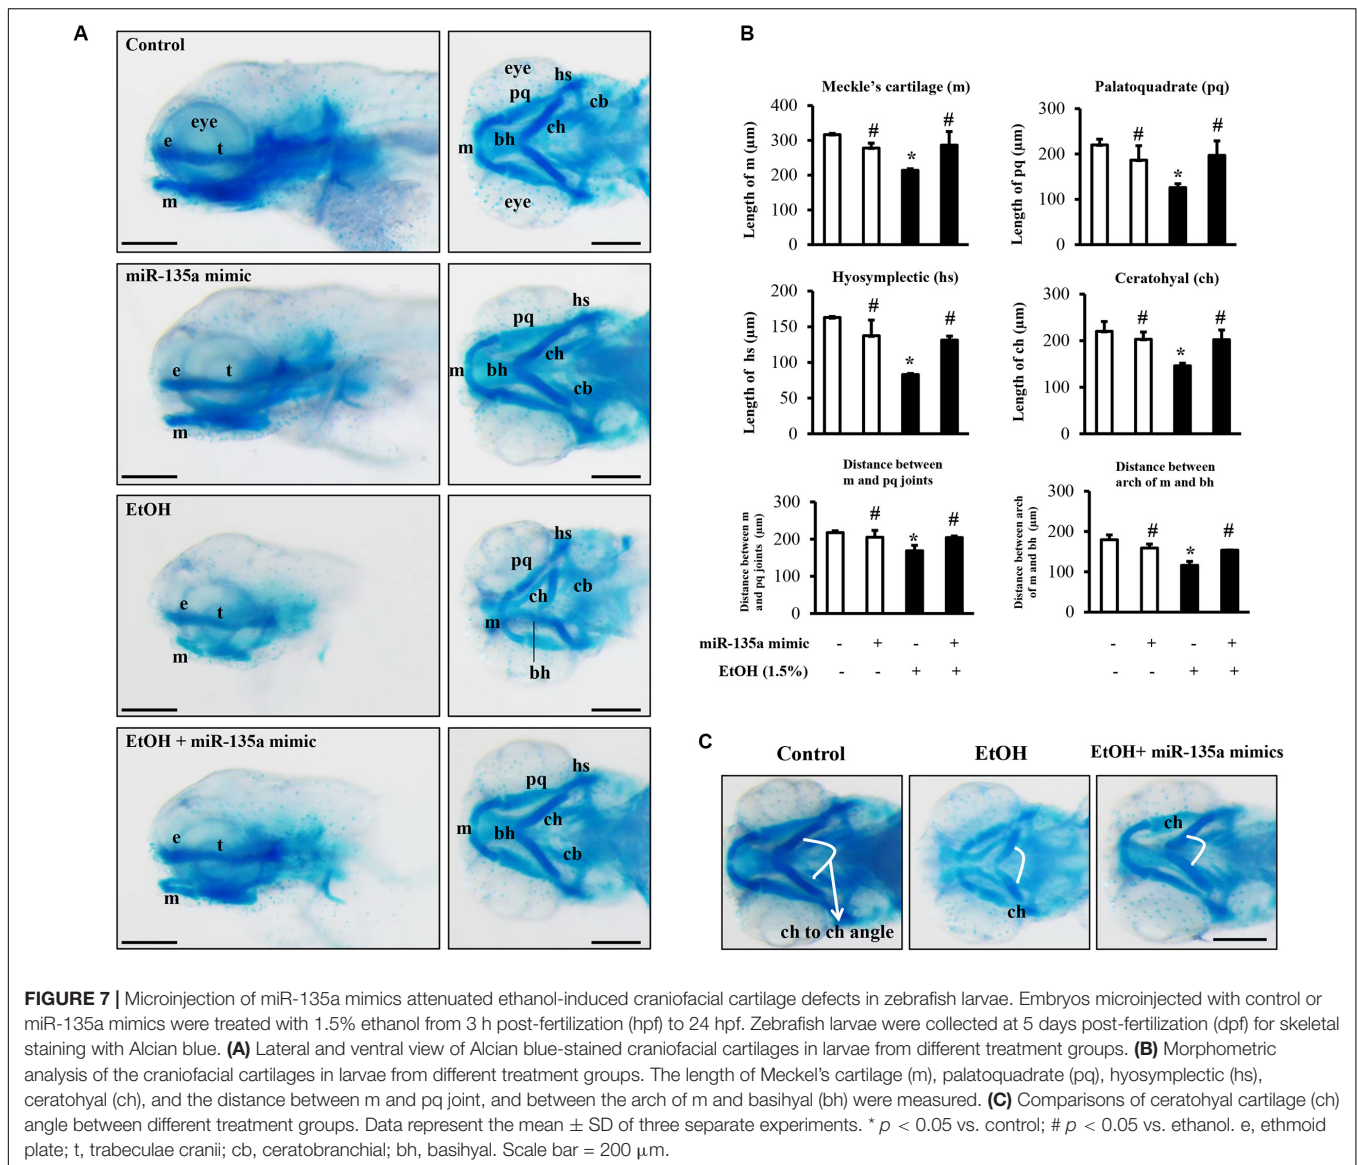 A
Control
eye
e
t
m
eye
hs
pq
cb
ch
bh
m
eye
miR-135a mimic
e
t
m
hs
pq
ch
m
bh
cb
EtOH
e
t
m
hs
pq
cb
ch
m
bh
EtOH + miR-135a mimic
e
t
m
hs
pq
ch
m
bh
cb
B
Meckle's cartilage (m)
Length of m (µm)
400
300
200
100
0
#
*
#
Palatoquadrate (pq)
Length of pq (µm)
300
200
100
0
#
*
#
Hyosymplectic (hs)
Length of hs (µm)
200
150
100
50
0
#
*
#
Ceratohyal (ch)
Length of ch (µm)
300
200
100
0
#
*
#
Distance between
m and pq joints
Distance between m
and pq joints (µm)
300
200
100
0
#
*
#
Distance between
arch of m and bh
Distance between arch
of m and bh (µm)
300
200
100
0
#
*
#
miR-135a mimic - + - + - + - +
EtOH (1.5%) - - + + - - + +
C
Control
ch to ch angle
EtOH
ch
EtOH+ miR-135a mimics
ch
FIGURE 7 | Microinjection of miR-135a mimics attenuated ethanol-induced craniofacial cartilage defects in zebrafish larvae. Embryos microinjected with control or
miR-135a mimics were treated with 1.5% ethanol from 3 h post-fertilization (hpf) to 24 hpf. Zebrafish larvae were collected at 5 days post-fertilization (dpf) for skeletal
staining with Alcian blue. (A) Lateral and ventral view of Alcian blue-stained craniofacial cartilages in larvae from different treatment groups. (B) Morphometric
analysis of the craniofacial cartilages in larvae from different treatment groups. The length of Meckel's cartilage (m), palatoquadrate (pq), hyosymplectic (hs),
ceratohyal (ch), and the distance between m and pq joint, and between the arch of m and basihyal (bh) were measured. (C) Comparisons of ceratohyal cartilage (ch)
angle between different treatment groups. Data represent the mean ± SD of three separate experiments. * p < 0.05 vs. control; # p < 0.05 vs. ethanol. e, ethmoid
plate; t, trabeculae cranii; cb, ceratobranchial; bh, basihyal. Scale bar = 200 µm.